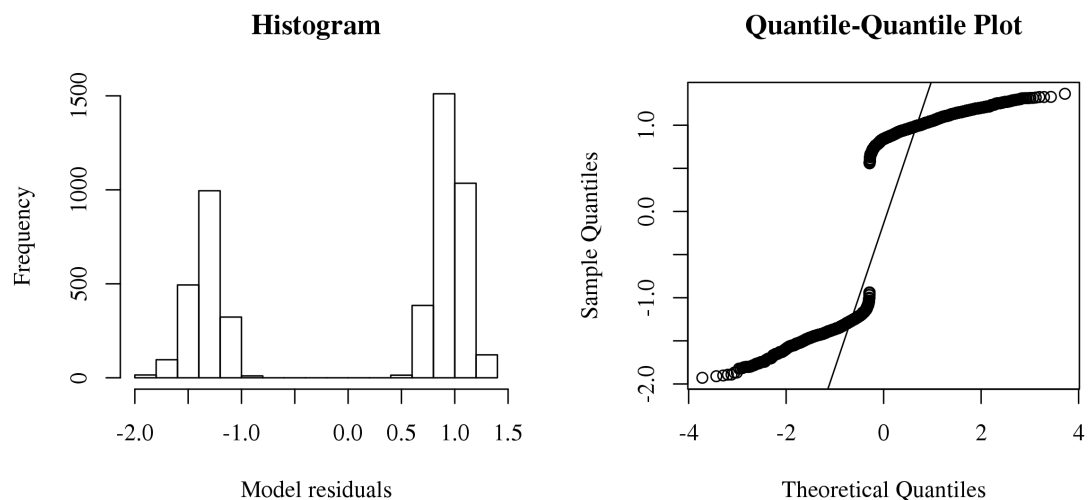 Histogram
Frequency
1500
1000
500
0
-2.0 -1.0 0.0 0.5 1.0 1.5
Model residuals
Quantile-Quantile Plot
Sample Quantiles
1.0
0.0
-1.0
-2.0
-4 -2 0 2 4
Theoretical Quantiles